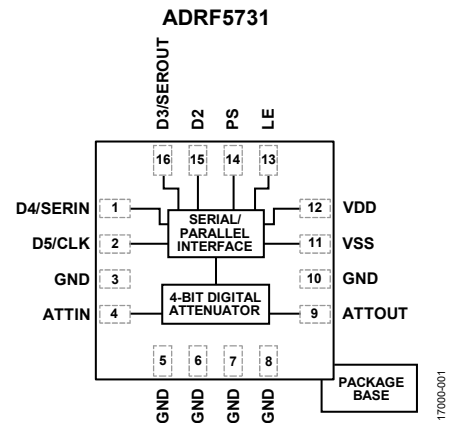 ADRF5731
D3/SEROUT
D2
PS
LE
16
15
14
13
D4/SERIN
1
SERIAL/
PARALLEL
INTERFACE
12
VDD
D5/CLK
2
11
VSS
GND
3
10
GND
ATTIN
4
4-BIT DIGITAL
ATTENUATOR
9
ATTOUT
5
6
7
8
GND
GND
GND
GND
PACKAGE
BASE
17000-001